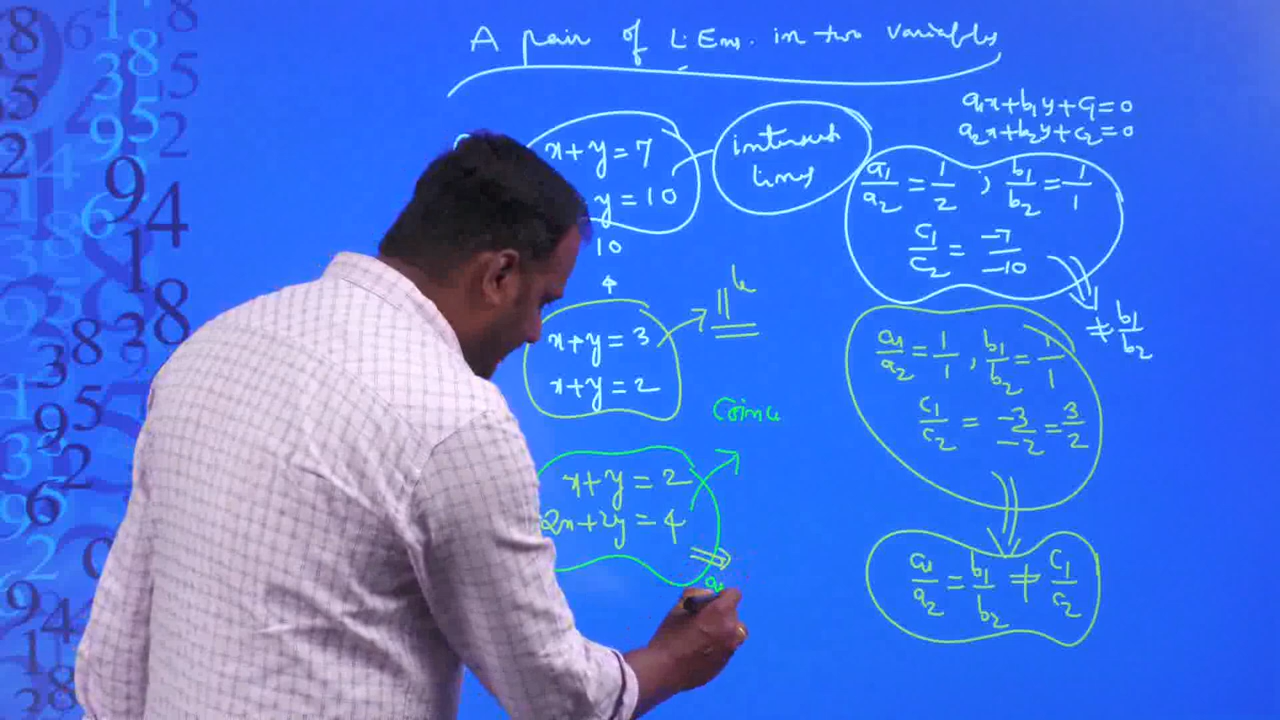 A pair of L.Eqns. in two variables
x+y=7
y=10
10
4
intersect
lines
a₁x+b₁y+c₁=0
a₂x+b₂y+c₂=0
a₁/a₂ = 1/2 ; b₁/b₂ = 1/1
c₁/c₂ = -7/-10
≠ b₁/b₂
x+y=3
x+y=2
||le
a₁/a₂ = 1/1 , b₁/b₂ = 1/1
c₁/c₂ = -3/-2 = 3/2
a₁/a₂ = b₁/b₂ ≠ c₁/c₂
Coinci
x+y=2
2x+2y=4
⇒
a₁